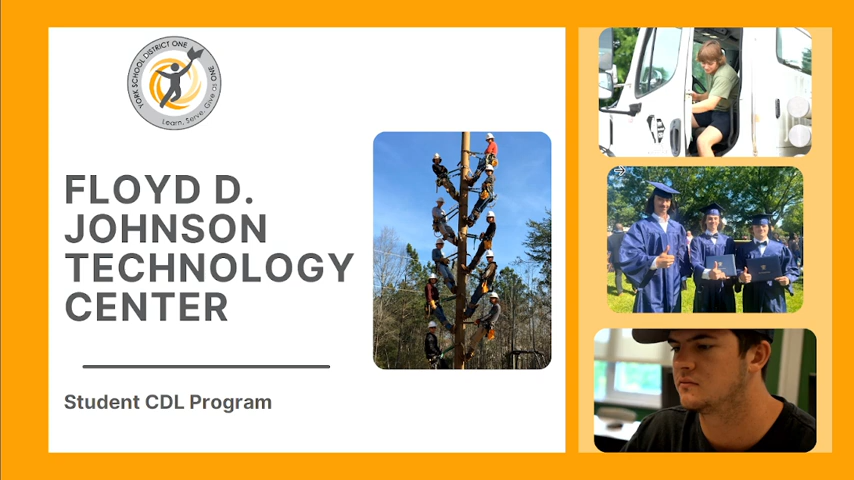 YORK SCHOOL DISTRICT ONE
Learn, Serve, Give as ONE
FLOYD D.
JOHNSON
TECHNOLOGY
CENTER
Student CDL Program